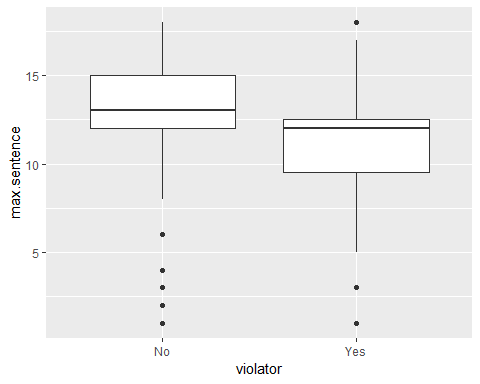 max.sentence
15
10
5
No
Yes
violator